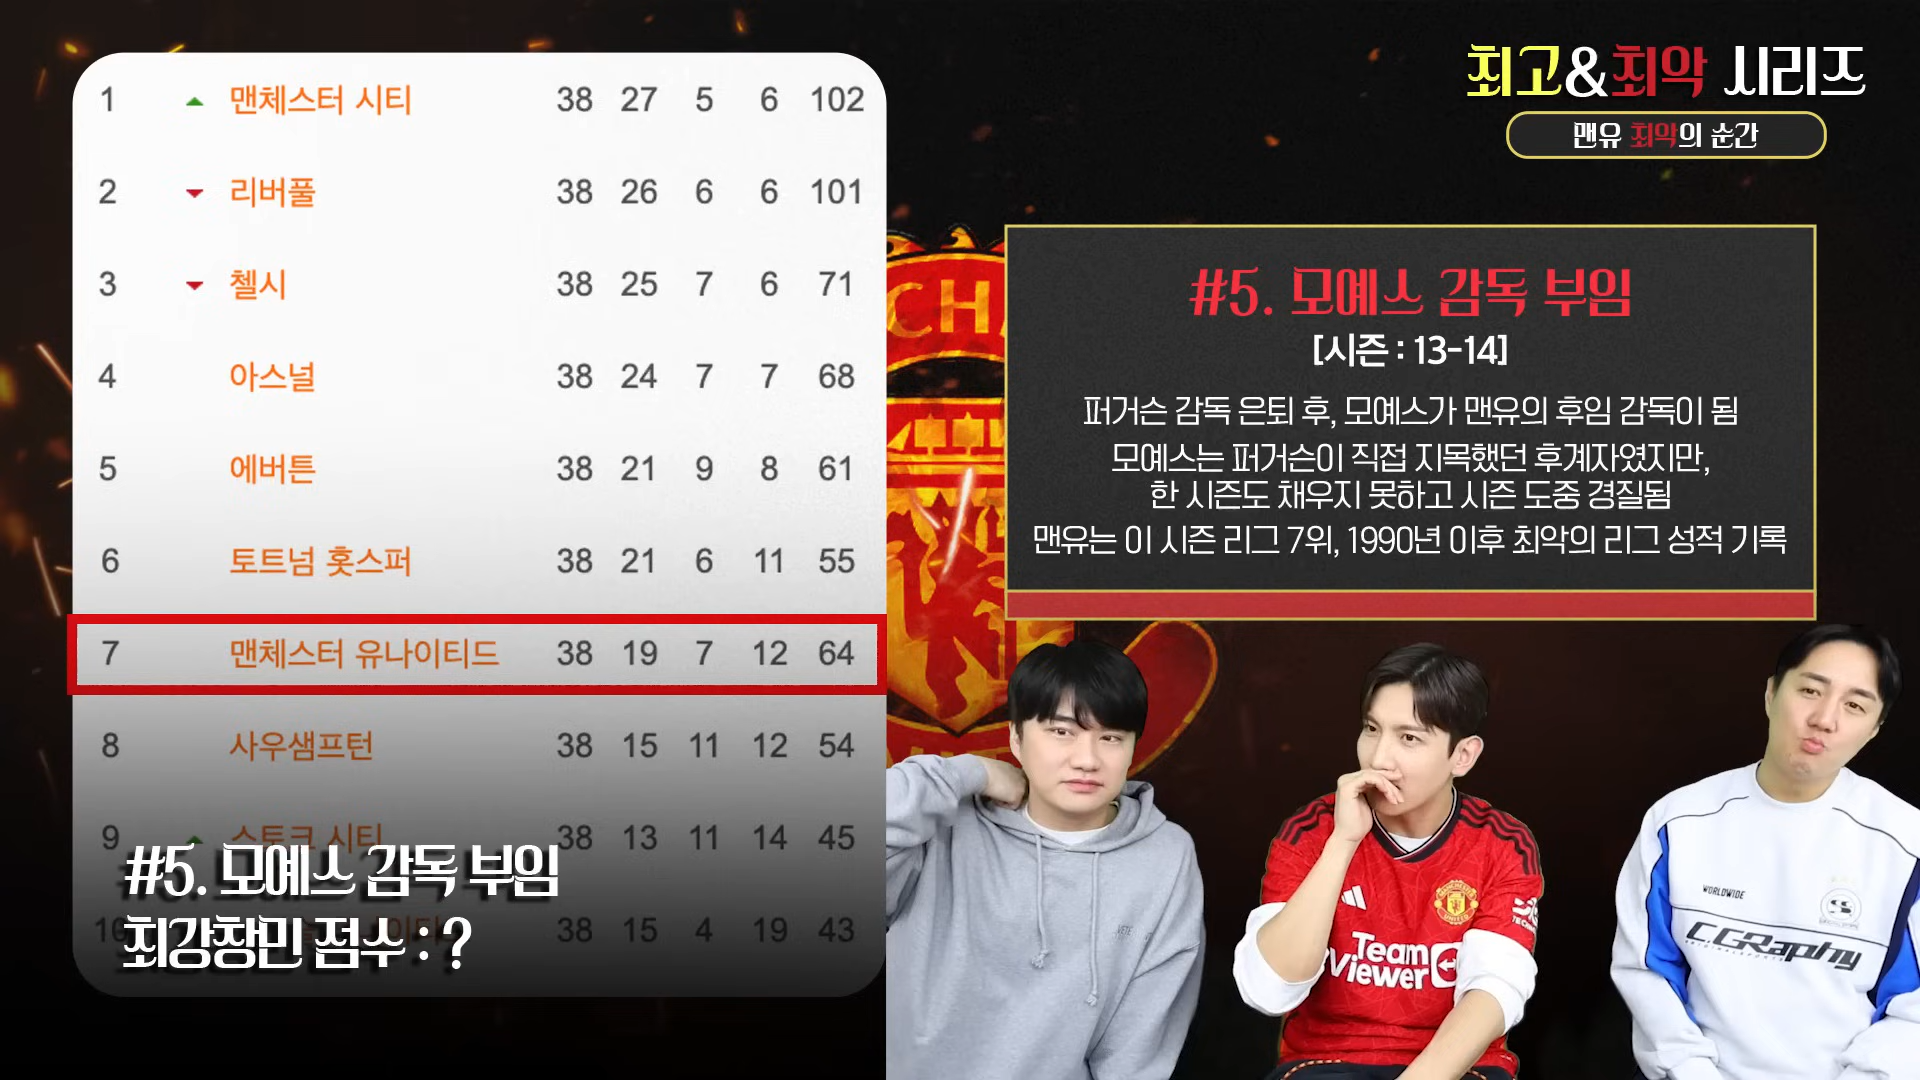 1 맨체스터 시티 38 27 5 6 102
2 리버풀 38 26 6 6 101
3 첼시 38 25 7 6 71
4 아스널 38 24 7 7 68
5 에버튼 38 21 9 8 61
6 토트넘 홋스퍼 38 21 6 11 55
7 맨체스터 유나이티드 38 19 7 12 64
8 사우샘프턴 38 15 11 12 54
9 스토크 시티 38 13 11 14 45
10 38 15 4 19 43
#5. 모예스 감독 부임
최강창민 점수 : ?
최고&최악 시리즈
맨유 최악의 순간
#5. 모예스 감독 부임
[시즌 : 13-14]
퍼거슨 감독 은퇴 후, 모예스가 맨유의 후임 감독이 됨
모예스는 퍼거슨이 직접 지목했던 후계자였지만,
한 시즌도 채우지 못하고 시즌 도중 경질됨
맨유는 이 시즌 리그 7위, 1990년 이후 최악의 리그 성적 기록
MANCHESTER
UNITED
Team
Viewer
WORLDWIDE
C.GRaphy